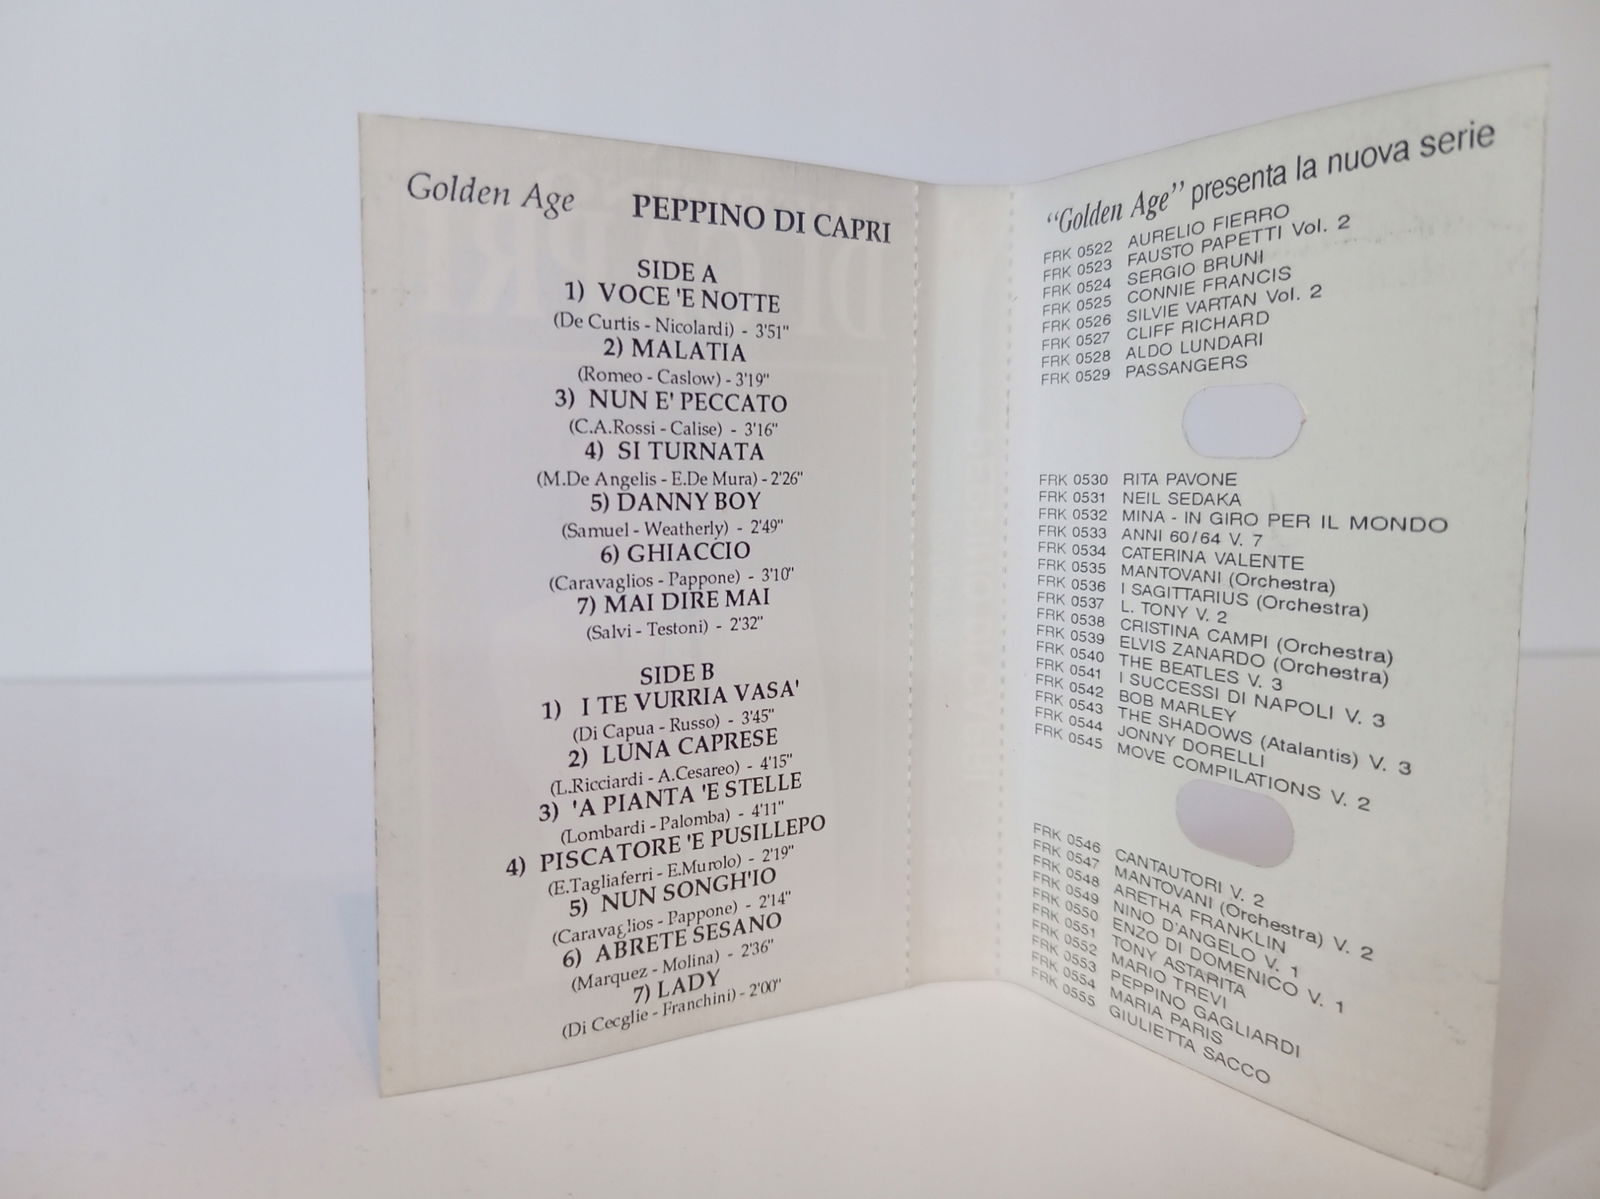 Golden Age PEPPINO DI CAPRI
SIDE A
1) VOCE 'E NOTTE
(De Curtis - Nicolardi) - 3'51"
2) MALATIA
(Romeo - Caslow) - 3'19"
3) NUN E' PECCATO
(C.A.Rossi - Calise) - 3'16"
4) SI TURNATA
(M.De Angelis - E.De Mura) - 2'26"
5) DANNY BOY
(Samuel - Weatherly) - 2'49"
6) GHIACCIO
(Caravaglios - Pappone) - 3'10"
7) MAI DIRE MAI
(Salvi - Testoni) - 2'32"
SIDE B
1) I TE VURRIA VASA'
(Di Capua - Russo) - 3'45"
2) LUNA CAPRESE
(L.Ricciardi - A.Cesareo) - 4'15"
3) 'A PIANTA 'E STELLE
(Lombardi - Palomba) - 4'11"
4) PISCATORE 'E PUSILLEPO
(E.Tagliaferri - E.Murolo) - 2'19"
5) NUN SONGH'IO
(Caravaglios - Pappone) - 2'14"
6) ABRETE SESANO
(Marquez - Molina) - 2'36"
7) LADY
(Di Cecglie - Franchini) - 2'00"
"Golden Age" presenta la nuova serie
FRK 0522 AURELIO FIERRO
FRK 0523 FAUSTO PAPETTI Vol. 2
FRK 0524 SERGIO BRUNI
FRK 0525 CONNIE FRANCIS
FRK 0526 SILVIE VARTAN Vol. 2
FRK 0527 CLIFF RICHARD
FRK 0528 ALDO LUNDARI
FRK 0529 PASSANGERS
FRK 0530 RITA PAVONE
FRK 0531 NEIL SEDAKA
FRK 0532 MINA - IN GIRO PER IL MONDO
FRK 0533 ANNI 60/64 V. 7
FRK 0534 CATERINA VALENTE
FRK 0535 MANTOVANI (Orchestra)
FRK 0536 I SAGITTARIUS (Orchestra)
FRK 0537 L. TONY V. 2
FRK 0538 CRISTINA CAMPI (Orchestra)
FRK 0539 ELVIS ZANARDO (Orchestra)
FRK 0540 THE BEATLES V. 3
FRK 0541 I SUCCESSI DI NAPOLI V. 3
FRK 0542 BOB MARLEY
FRK 0543 THE SHADOWS (Atalantis) V. 3
FRK 0544 JONNY DORELLI
FRK 0545 MOVE COMPILATIONS V. 2
FRK 0546 CANTAUTORI V. 2
FRK 0547 MANTOVANI (Orchestra) V. 2
FRK 0548 ARETHA FRANKLIN
FRK 0549 NINO D'ANGELO V. 1
FRK 0550 ENZO DI DOMENICO V. 1
FRK 0551 TONY ASTARITA
FRK 0552 MARIO TREVI
FRK 0553 PEPPINO GAGLIARDI
FRK 0554 MARIA PARIS
FRK 0555 GIULIETTA SACCO